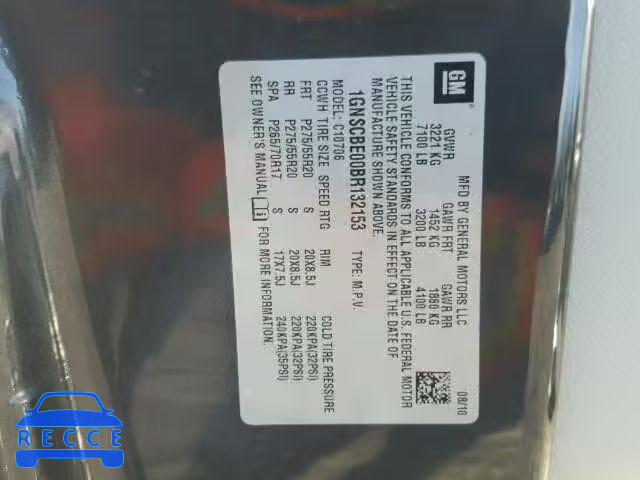 GM
MFD BY GENERAL MOTORS LLC
08/10
GVWR GAWR FRT GAWR RR
3221 KG 1452 KG 1860 KG
7100 LB 3200 LB 4100 LB
THIS VEHICLE CONFORMS TO ALL APPLICABLE U.S. FEDERAL MOTOR
VEHICLE SAFETY STANDARDS IN EFFECT ON THE DATE OF
MANUFACTURE SHOWN ABOVE.
1GNSCBE00BR132153 TYPE: M.P.V.
MODEL: C10706
CCWH TIRE SIZE SPEED RTG RIM COLD TIRE PRESSURE
FRT P275/55R20 S 20X8.5J 220KPA(32PSI)
RR P275/55R20 S 20X8.5J 220KPA(32PSI)
SPA P265/70R17 S 17X7.5J 240KPA(35PSI)
SEE OWNER'S MANUAL FOR MORE INFORMATION.
RECCE